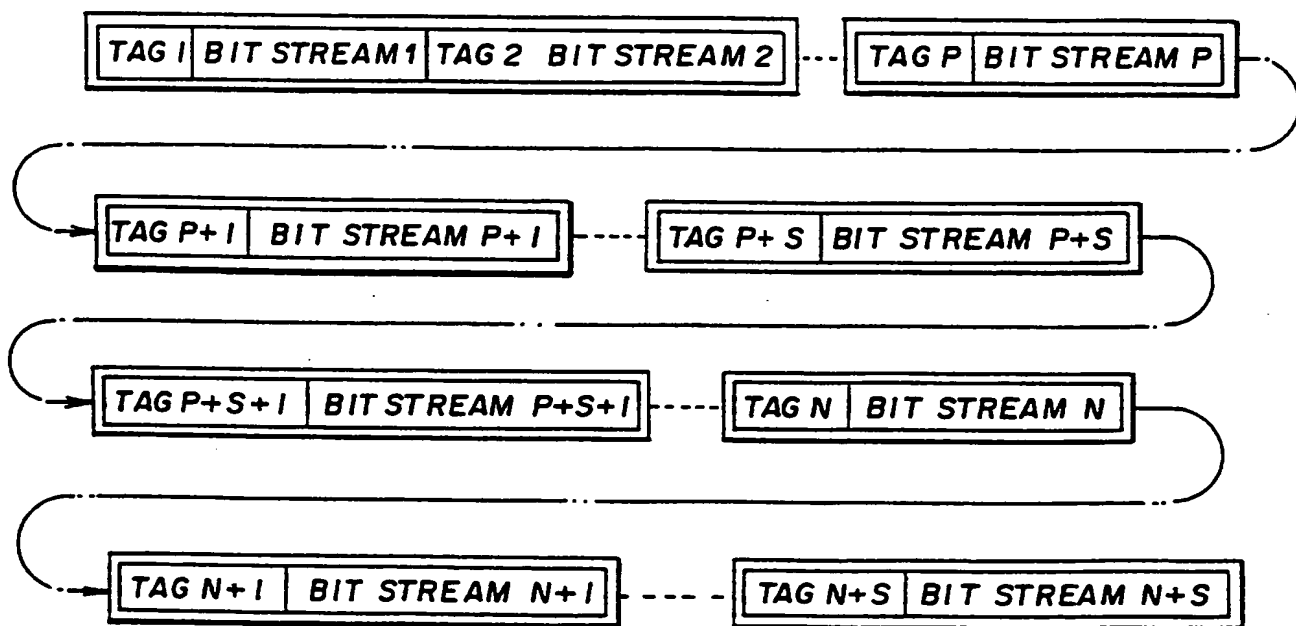 TAG 1 BIT STREAM 1 TAG 2 BIT STREAM 2 TAG P BIT STREAM P
TAG P+1 BIT STREAM P+1 TAG P+S BIT STREAM P+S
TAG P+S+1 BIT STREAM P+S+1 TAG N BIT STREAM N
TAG N+1 BIT STREAM N+1 TAG N+S BIT STREAM N+S